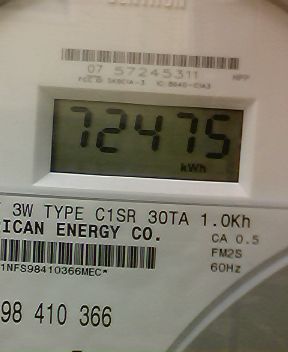 07 57245311 MPP
72475
kWh
3W TYPE C1SR 30TA 1.0Kh
ICAN ENERGY CO.
CA 0.5
FM2S
1NFS98410366MEC*
60Hz
98 410 366